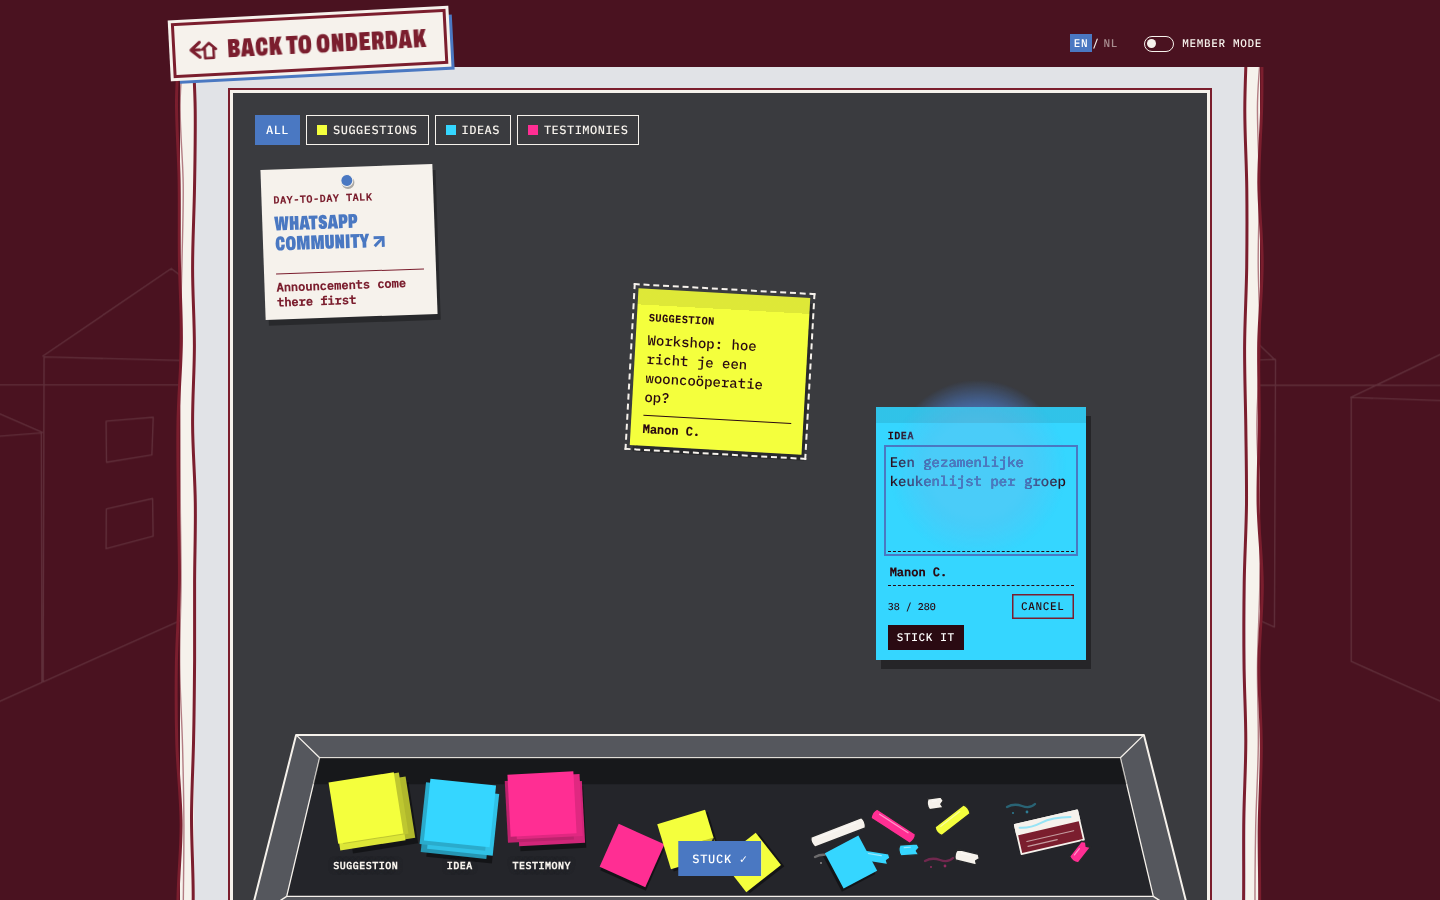 BACK TO ONDERDAK
EN / NL
MEMBER MODE
ALL
SUGGESTIONS
IDEAS
TESTIMONIES
DAY-TO-DAY TALK
WHATSAPP
COMMUNITY
Announcements come
there first
SUGGESTION
Workshop: hoe
richt je een
wooncoöperatie
op?
Manon C.
IDEA
Een gezamenlijke
keukenlijst per groep
Manon C.
38 / 280
CANCEL
STICK IT
SUGGESTION
IDEA
TESTIMONY
STUCK ✓